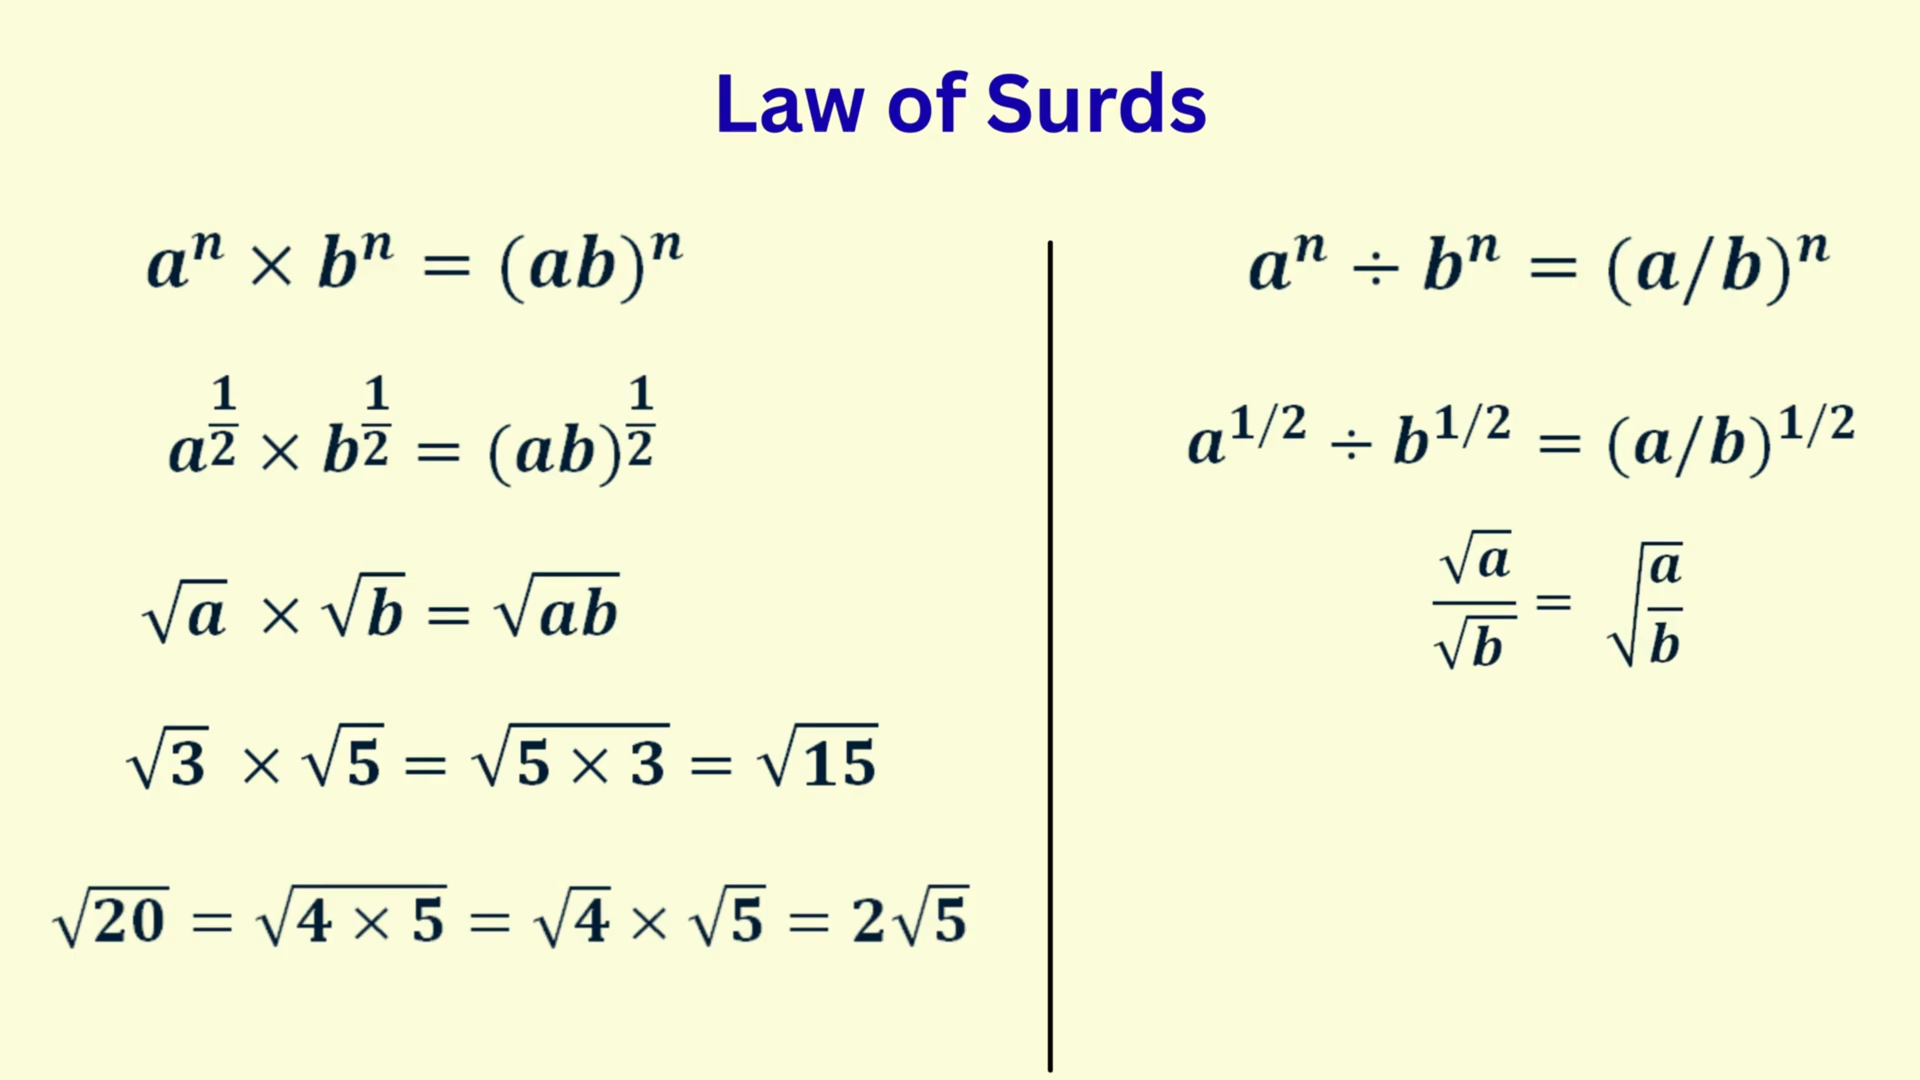 Law of Surds
aⁿ × bⁿ = (ab)ⁿ
a^{1/2} × b^{1/2} = (ab)^{1/2}
√a × √b = √(ab)
√3 × √5 = √(5 × 3) = √15
√20 = √(4 × 5) = √4 × √5 = 2√5
aⁿ ÷ bⁿ = (a/b)ⁿ
a^{1/2} ÷ b^{1/2} = (a/b)^{1/2}
√a/√b = √(a/b)